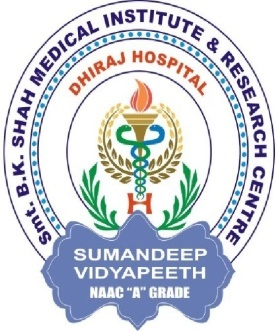 Smt. B.K. SHAH MEDICAL INSTITUTE & RESEARCH CENTRE
DHIRAJ HOSPITAL
H
SUMANDEEP
VIDYAPEETH
NAAC "A" GRADE